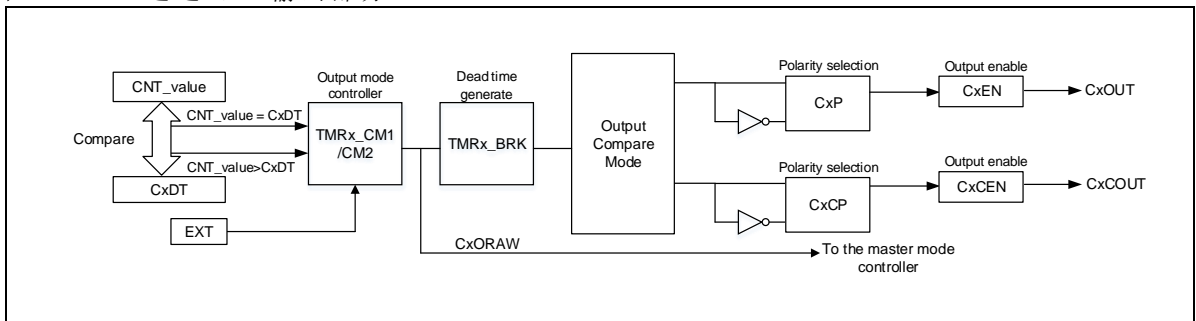 CNT_value
Compare
CxDT
CNT_value = CxDT
CNT_value>CxDT
EXT
Output mode
controller
TMRx_CM1
/CM2
CxORAW
Dead time
generate
TMRx_BRK
Output
Compare
Mode
Polarity selection
CxP
Output enable
CxEN
CxOUT
Polarity selection
CxCP
Output enable
CxCEN
CxCOUT
To the master mode
controller